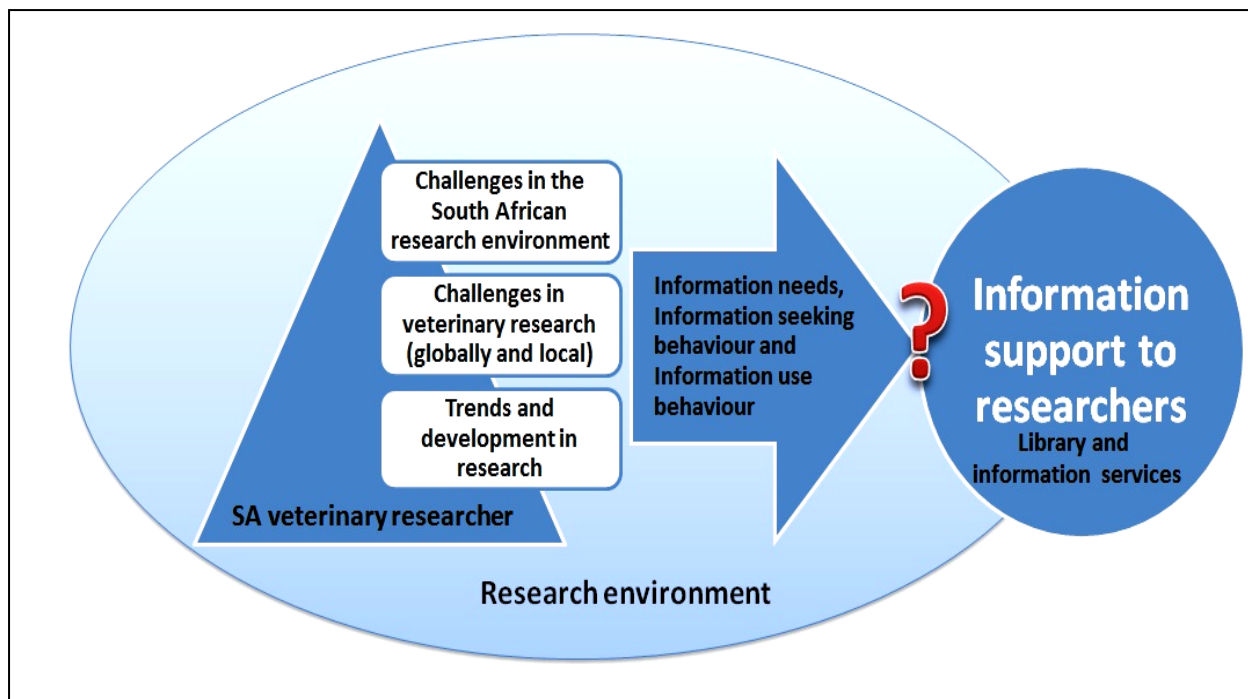 Challenges in the
South African
research environment
Challenges in
veterinary research
(globally and local)
Trends and
development in
research
SA veterinary researcher
Information needs,
Information seeking
behaviour and
Information use
behaviour
?
Information
support to
researchers
Library and
information services
Research environment